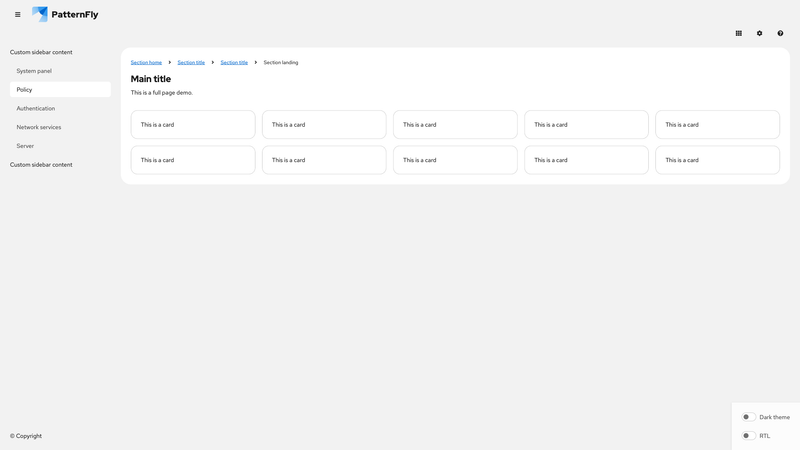 PatternFly
Custom sidebar content
System panel
Policy
Authentication
Network services
Server
Custom sidebar content
© Copyright
Section home Section title Section title Section landing
Main title
This is a full page demo.
This is a card This is a card This is a card This is a card This is a card
This is a card This is a card This is a card This is a card This is a card
Dark theme
RTL